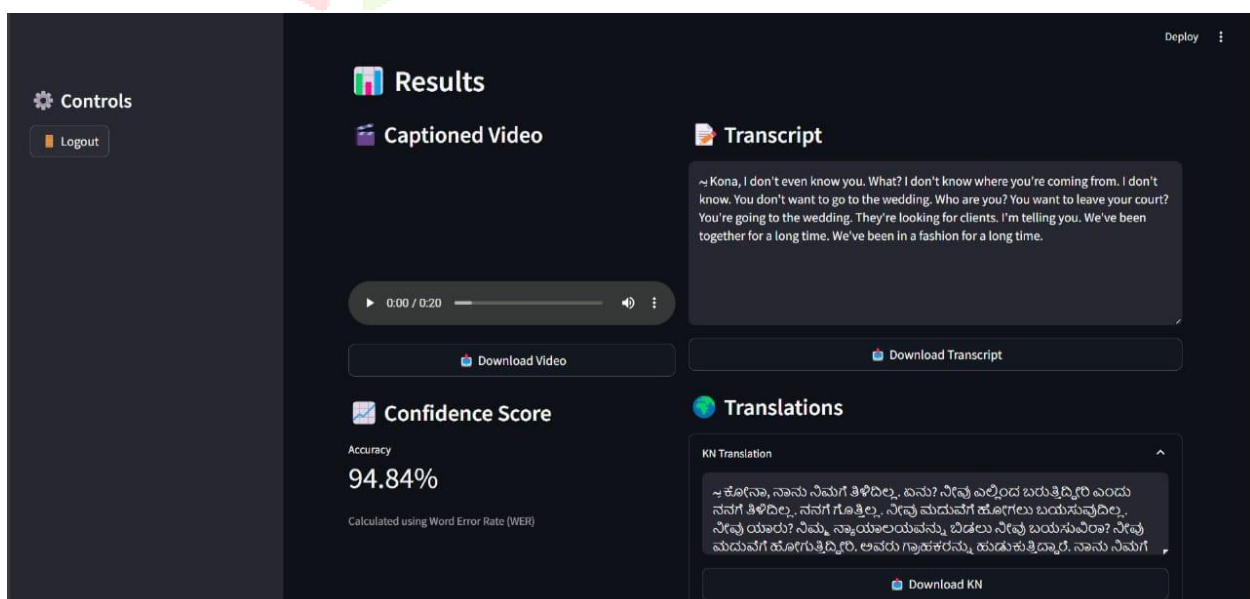 Deploy
Controls
Logout
Results
Captioned Video
Transcript
~ Kona, I don't even know you. What? I don't know where you're coming from. I don't
know. You don't want to go to the wedding. Who are you? You want to leave your court?
You're going to the wedding. They're looking for clients. I'm telling you. We've been
together for a long time. We've been in a fashion for a long time.
0:00 / 0:20
Download Video
Download Transcript
Confidence Score
Accuracy
94.84%
Calculated using Word Error Rate (WER)
Translations
KN Translation
~ ಕೋನಾ, ನಾನು ನಿಮಗೆ ತಿಳಿದಿಲ್ಲ. ಏನು? ನೀವು ಎಲ್ಲಿಂದ ಬರುತ್ತಿದ್ದೀರಿ ಎಂದು
ನನಗೆ ತಿಳಿದಿಲ್ಲ. ನನಗೆ ಗೊತ್ತಿಲ್ಲ. ನೀವು ಮದುವೆಗೆ ಹೋಗಲು ಬಯಸುವುದಿಲ್ಲ.
ನೀವು ಯಾರು? ನಿಮ್ಮ ನ್ಯಾಯಾಲಯವನ್ನು ಬಿಡಲು ನೀವು ಬಯಸುವಿರಾ? ನೀವು
ಮದುವೆಗೆ ಹೋಗುತ್ತಿದ್ದೀರಿ. ಅವರು ಗ್ರಾಹಕರನ್ನು ಹುಡುಕುತ್ತಿದ್ದಾರೆ. ನಾನು ನಿಮಗೆ
Download KN